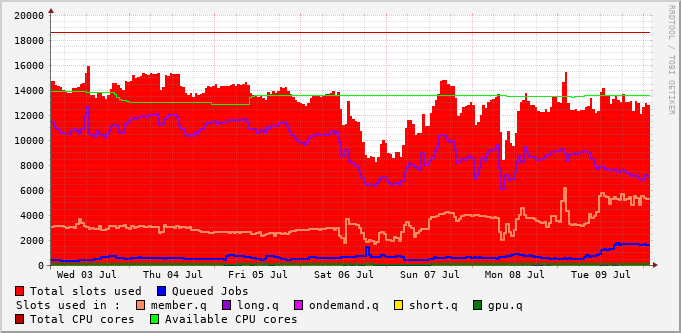 20000
18000
16000
14000
12000
10000
8000
6000
4000
2000
0
Wed 03 Jul Thu 04 Jul Fri 05 Jul Sat 06 Jul Sun 07 Jul Mon 08 Jul Tue 09 Jul
Total slots used Queued Jobs
Slots used in : member.q long.q ondemand.q short.q gpu.q
Total CPU cores Available CPU cores
RRDTOOL / TOBI OETIKER